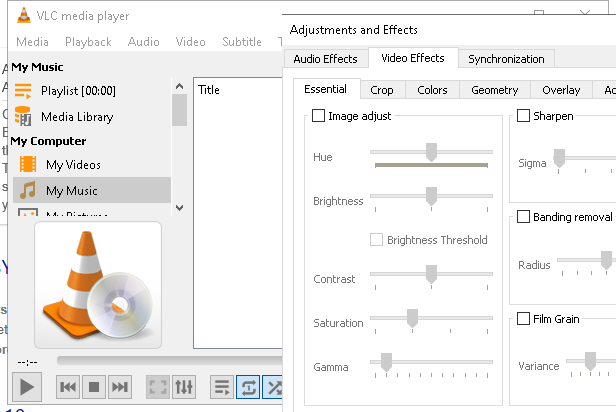 VLC media player
Media Playback Audio Video Subtitle
My Music
Playlist [00:00]
Media Library
My Computer
My Videos
My Music
My Pictures
Title
--:--
Adjustments and Effects
Audio Effects Video Effects Synchronization
Essential Crop Colors Geometry Overlay
Image adjust
Hue
Brightness
Brightness Threshold
Contrast
Saturation
Gamma
Sharpen
Sigma
Banding removal
Radius
Film Grain
Variance